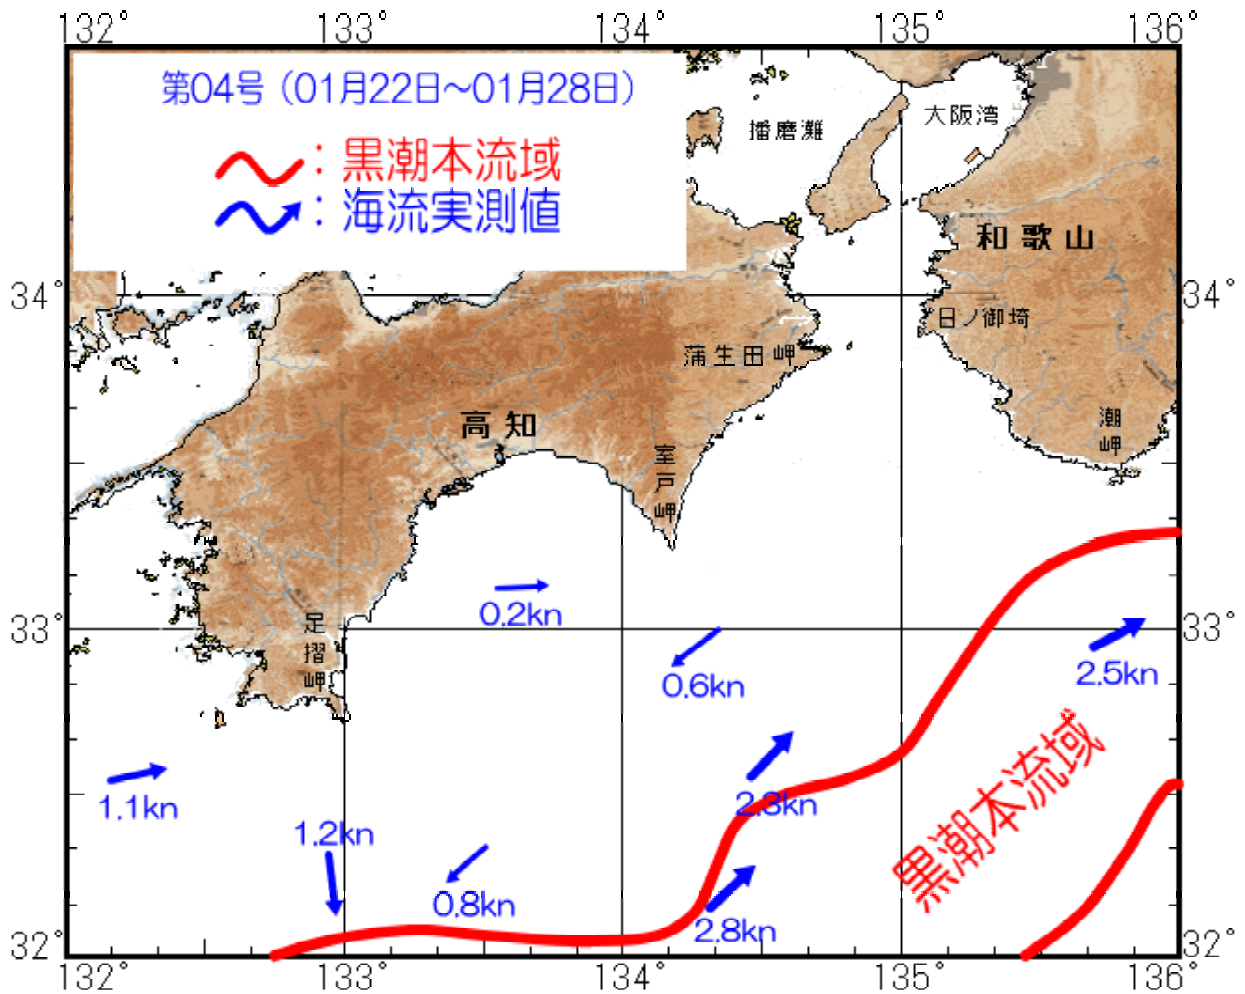 132° 133° 134° 135° 136°
第04号（01月22日～01月28日）
：黒潮本流域
：海流実測値
播磨灘
大阪湾
和歌山
34° 34°
日ノ御埼
蒲生田岬
潮岬
高知
室戸岬
0.2kn
足摺岬
33° 33°
0.6kn
2.5kn
1.1kn
2.3kn
1.2kn
黒潮本流域
0.8kn
2.8kn
32° 32°
132° 133° 134° 135° 136°